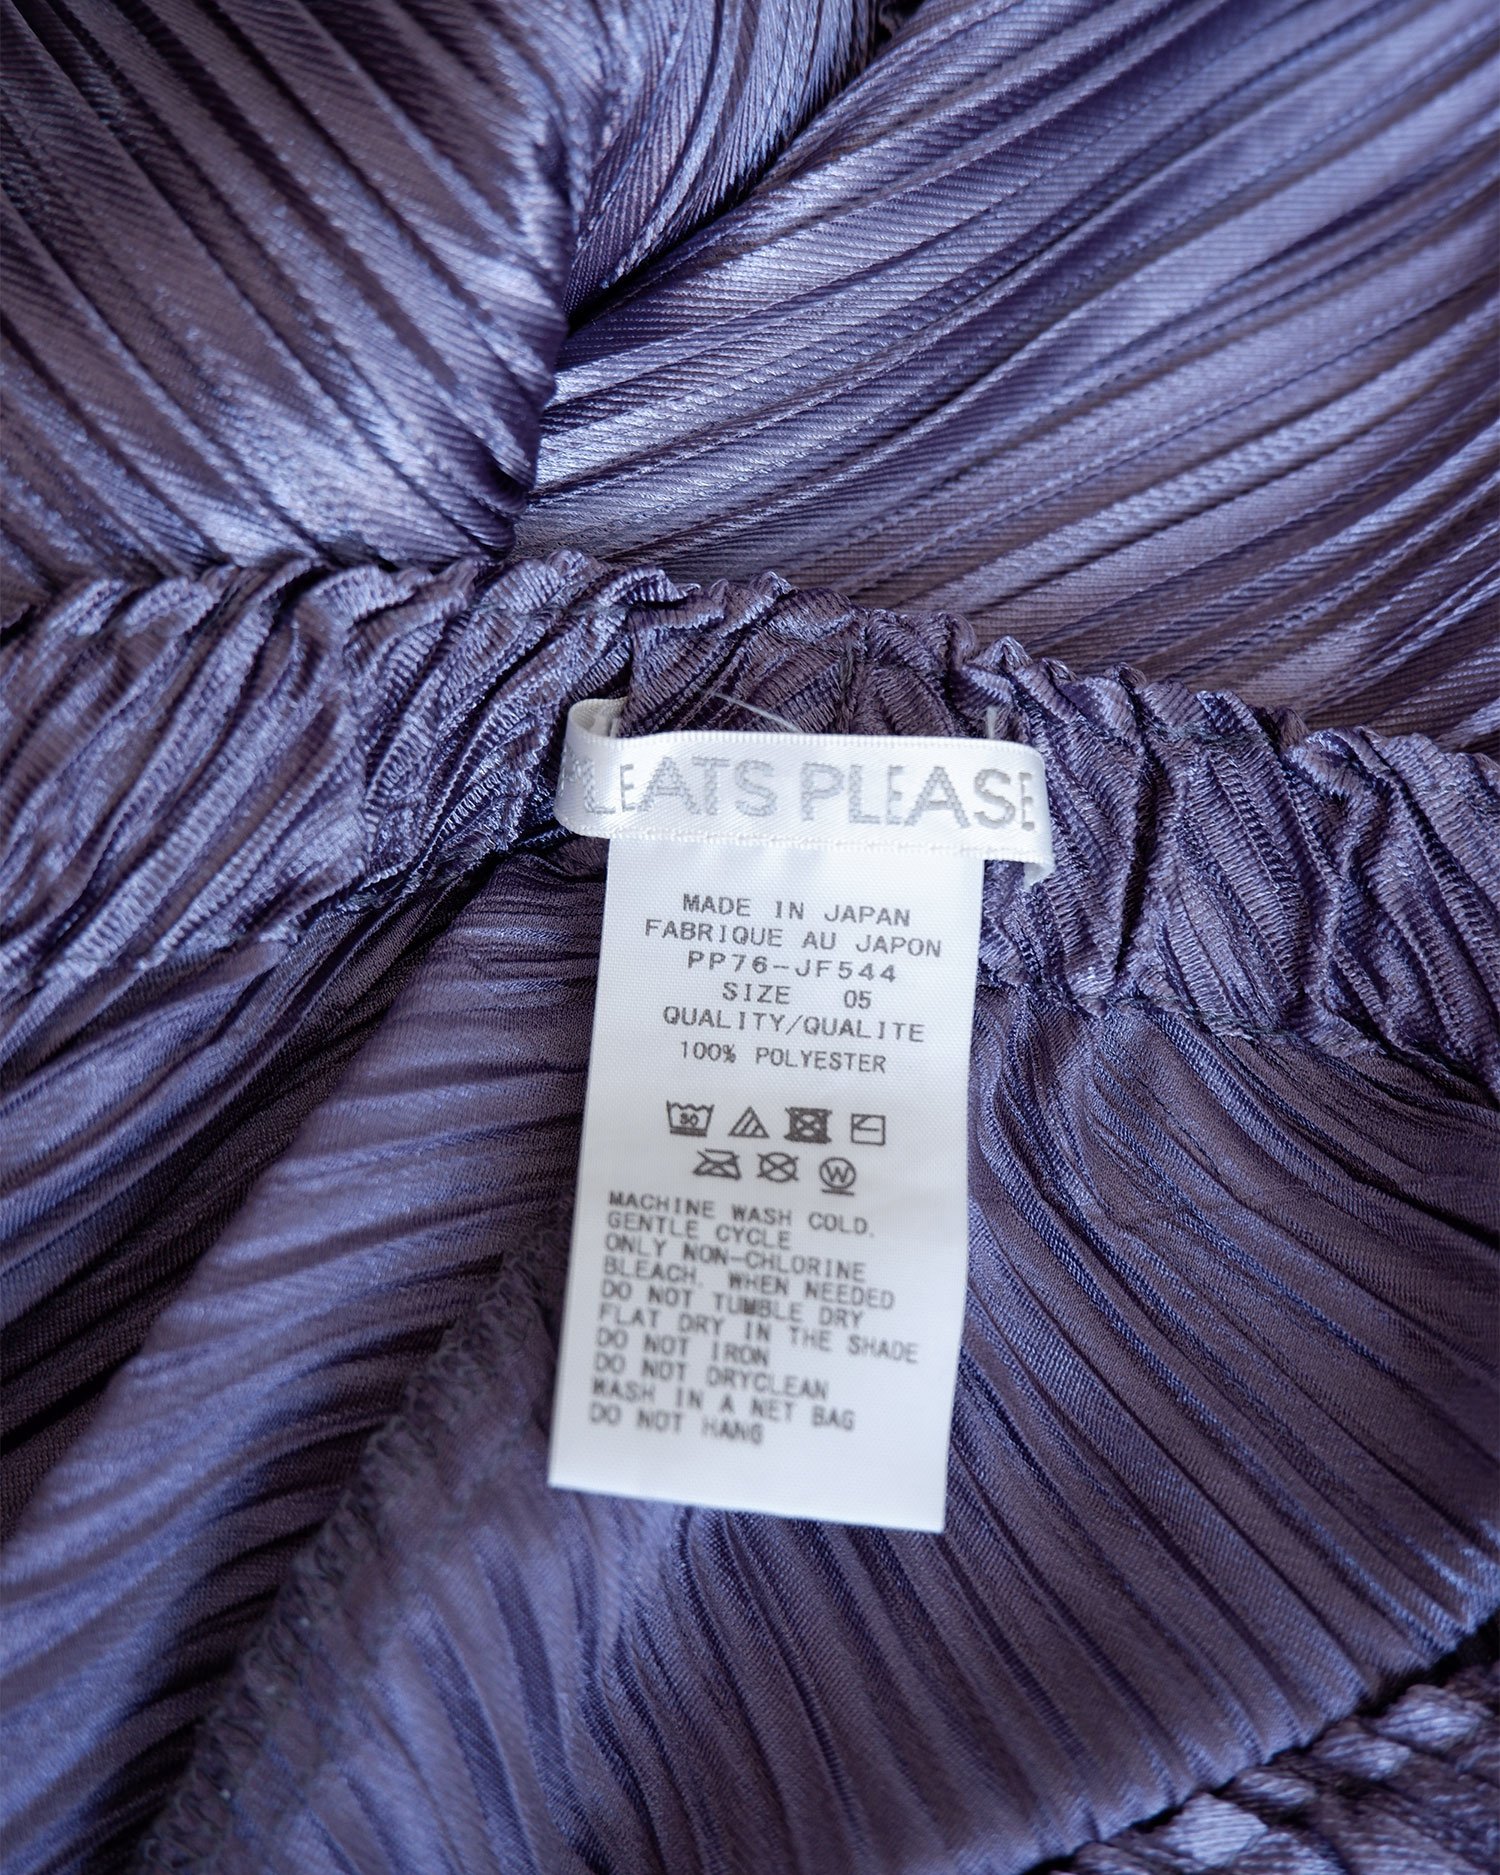 PLEATS PLEASE
MADE IN JAPAN
FABRIQUE AU JAPON
PP76-JF544
SIZE 05
QUALITY/QUALITE
100% POLYESTER
30
W
MACHINE WASH COLD.
GENTLE CYCLE
ONLY NON-CHLORINE
BLEACH. WHEN NEEDED
DO NOT TUMBLE DRY
FLAT DRY IN THE SHADE
DO NOT IRON
DO NOT DRYCLEAN
WASH IN A NET BAG
DO NOT HANG